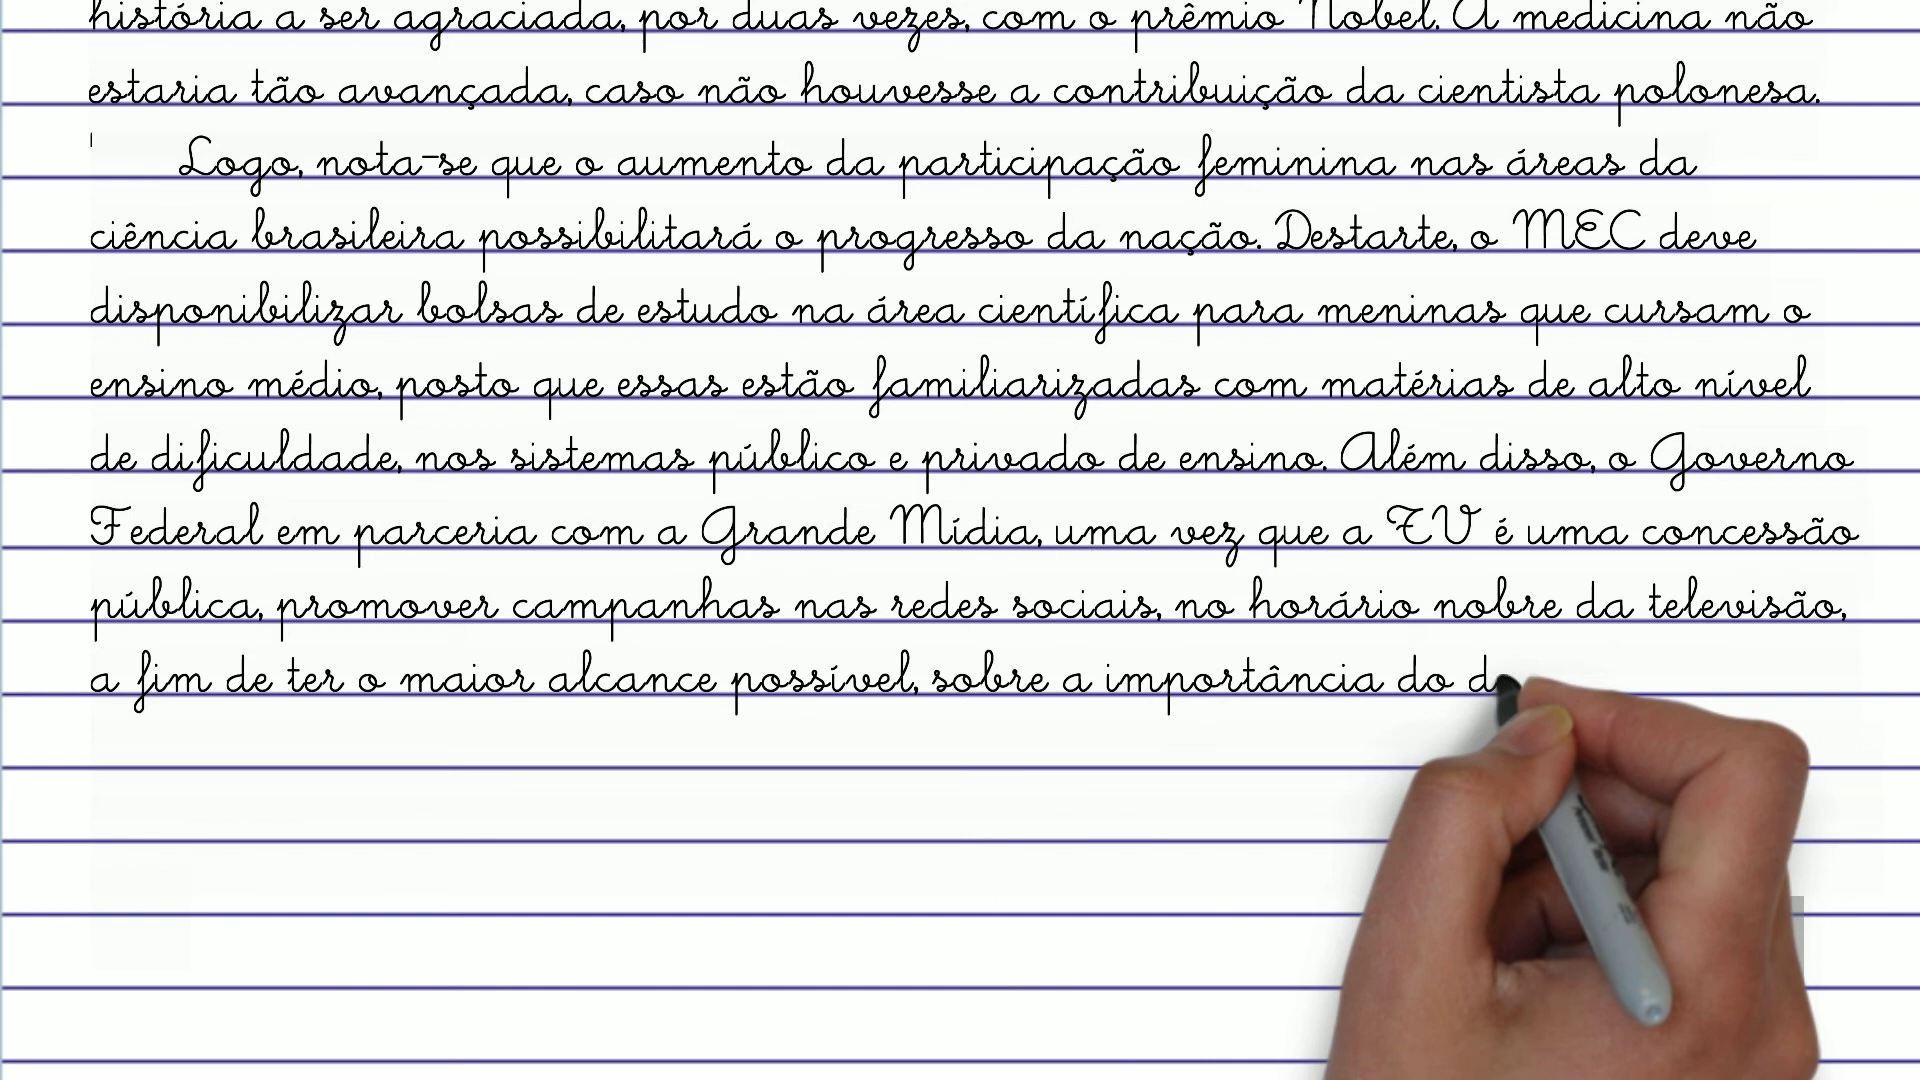 história a ser agraciada, por duas vezes, com o prêmio Nobel. A medicina não
estaria tão avançada, caso não houvesse a contribuição da cientista polonesa.
Logo, nota-se que o aumento da participação feminina nas áreas da
ciência brasileira possibilitará o progresso da nação. Destarte, o MEC deve
disponibilizar bolsas de estudo na área científica para meninas que cursam o
ensino médio, posto que essas estão familiarizadas com matérias de alto nível
de dificuldade, nos sistemas público e privado de ensino. Além disso, o Governo
Federal em parceria com a Grande Mídia, uma vez que a TV é uma concessão
pública, promover campanhas nas redes sociais, no horário nobre da televisão,
a fim de ter o maior alcance possível, sobre a importância do d